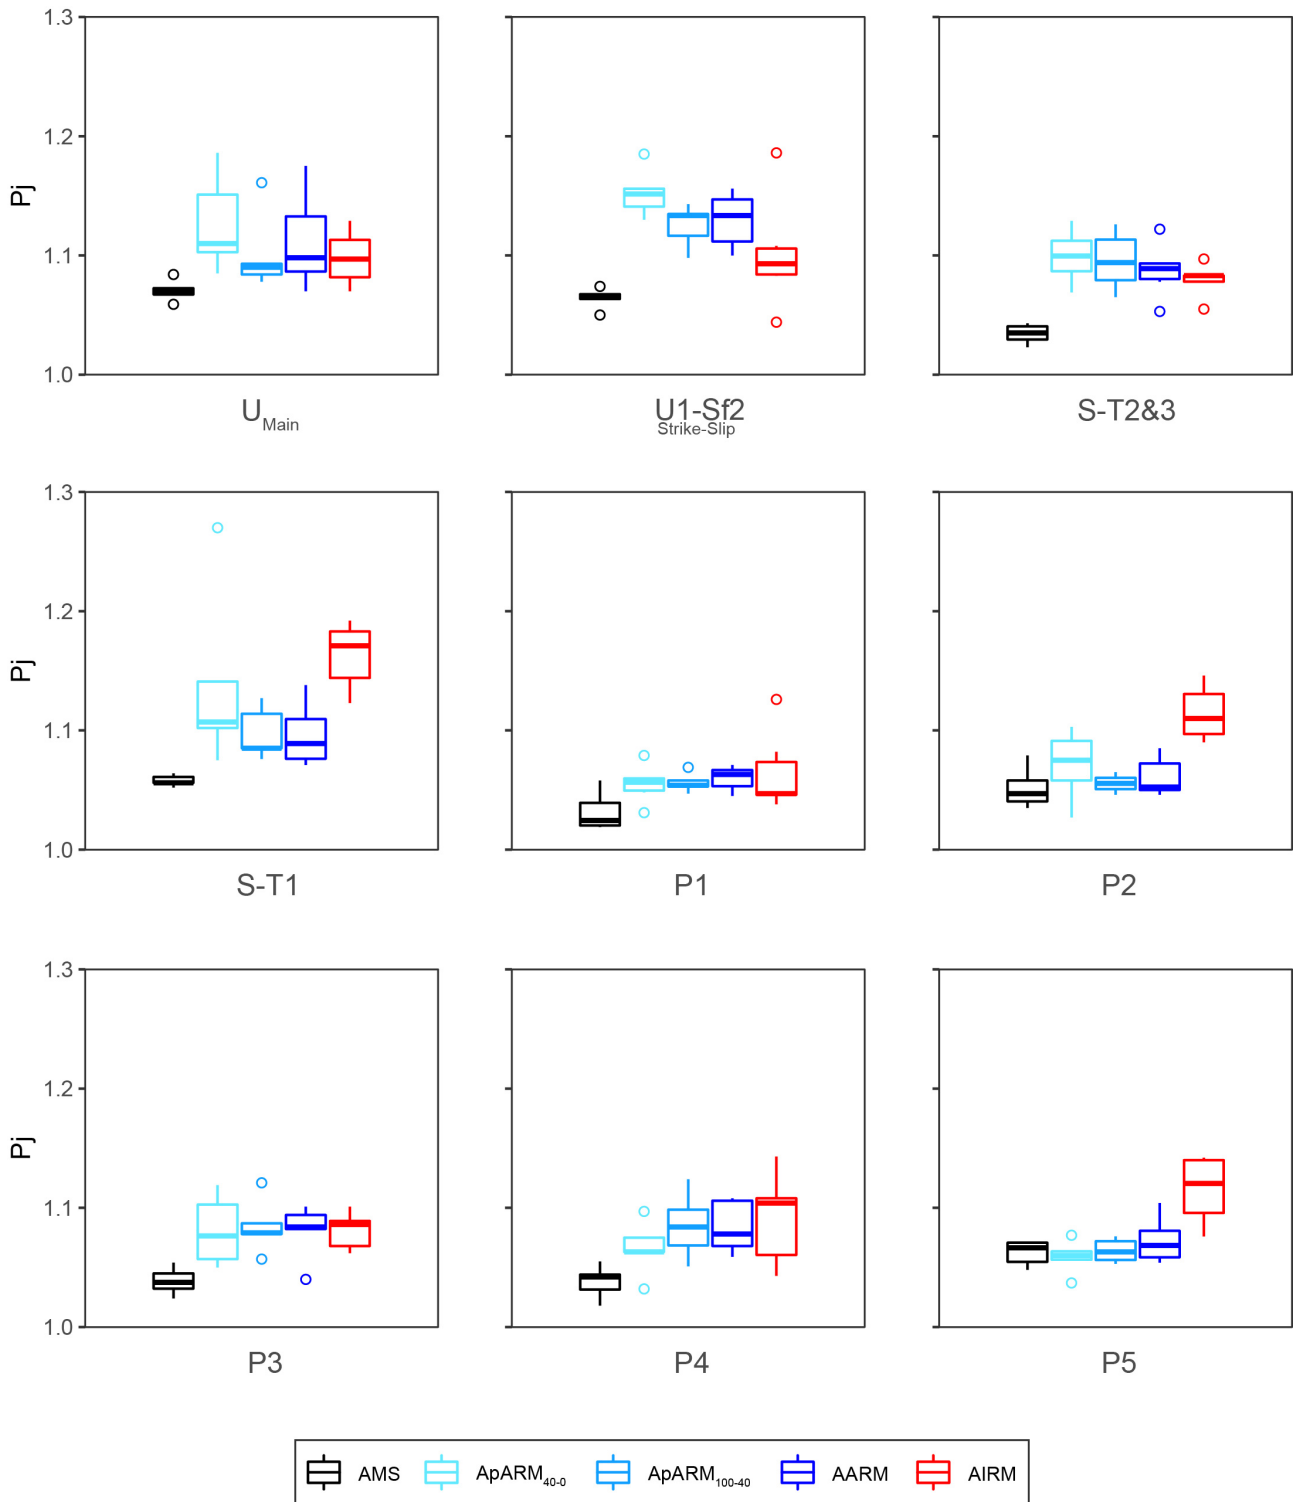 1.3
1.2
Pj
1.1
1.0
U Main
U1-Sf2
Strike-Slip
S-T2&3
1.3
1.2
Pj
1.1
1.0
S-T1
P1
P2
1.3
1.2
Pj
1.1
1.0
P3
P4
P5
AMS ApARM40-0 ApARM100-40 AARM AIRM